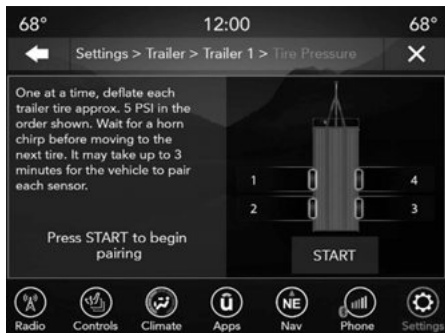 68° 12:00 68°
Settings > Trailer > Trailer 1 > Tire Pressure
One at a time, deflate each
trailer tire approx. 5 PSI in the
order shown. Wait for a horn
chirp before moving to the
next tire. It may take up to 3
minutes for the vehicle to pair
each sensor.
Press START to begin
pairing
1 4
2 3
START
NE
Radio Controls Climate Apps Nav Phone Settings